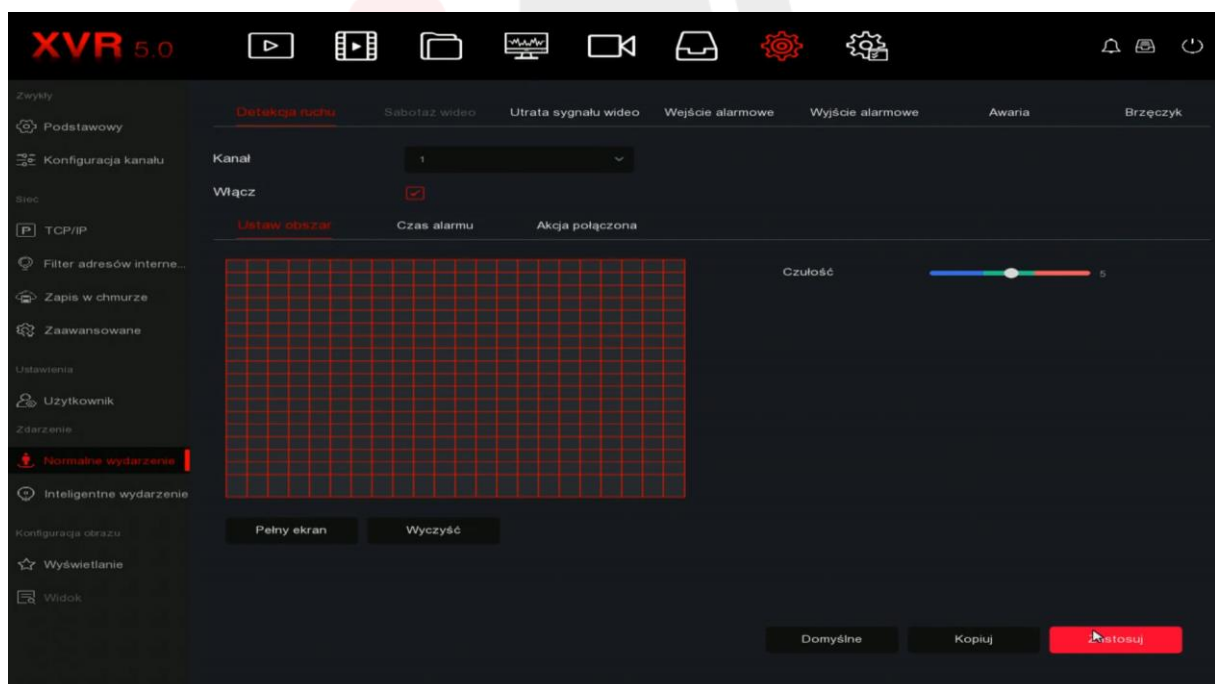 XVR 5.0
Zwykły
Podstawowy
Konfiguracja kanału
Sieć
TCP/IP
Filter adresów interne...
Zapis w chmurze
Zaawansowane
Ustawienia
Użytkownik
Zdarzenie
Normalne wydarzenie
Inteligentne wydarzenie
Konfiguracja obrazu
Wyświetlanie
Widok
Detekcja ruchu Sabotaż wideo Utrata sygnału wideo Wejście alarmowe Wyjście alarmowe Awaria Brzęczyk
Kanał 1
Włącz
Ustaw obszar Czas alarmu Akcja połączona
Czułość 5
Pełny ekran Wyczyść
Domyślne Kopiuj Zastosuj